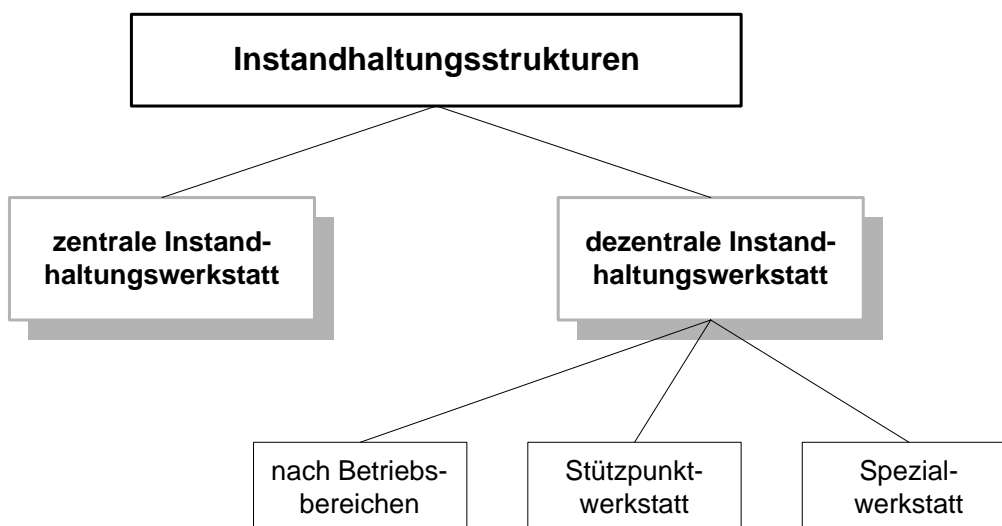 Instandhaltungsstrukturen
zentrale Instand-
haltungswerkstatt
dezentrale Instand-
haltungswerkstatt
nach Betriebs-
bereichen
Stützpunkt-
werkstatt
Spezial-
werkstatt